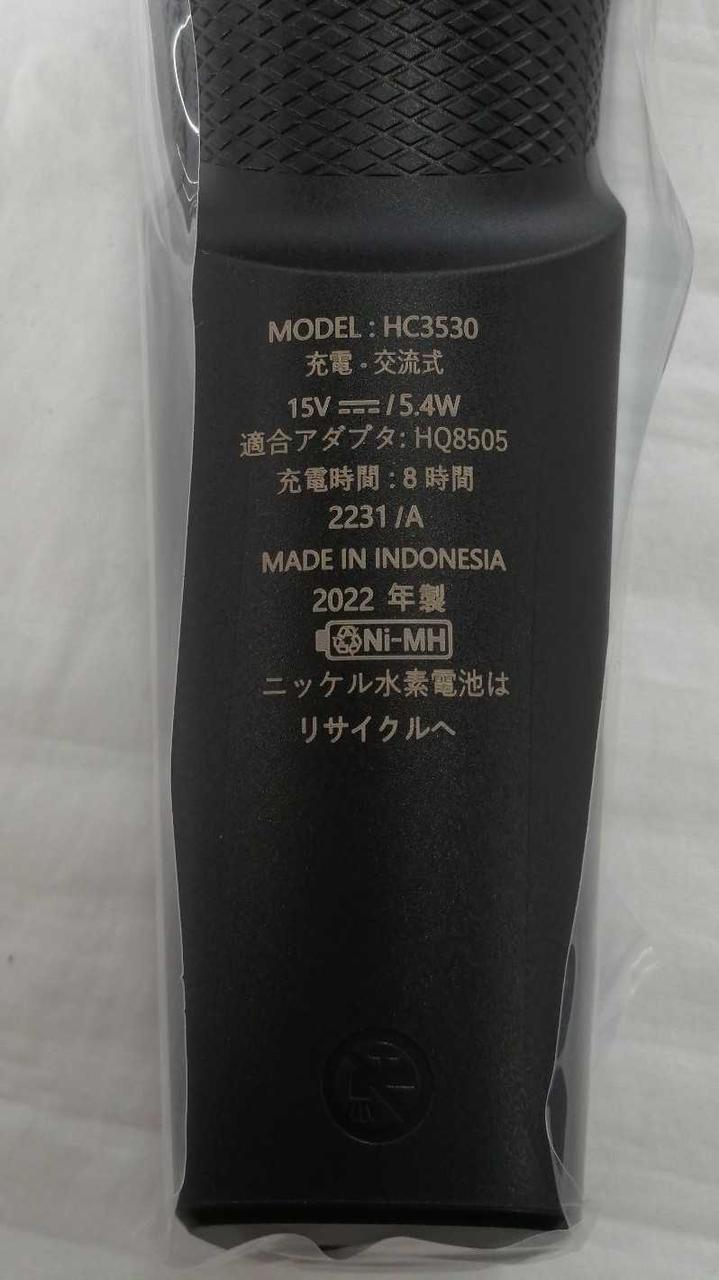 MODEL : HC3530
充電・交流式
15V ⎓ / 5.4W
適合アダプタ: HQ8505
充電時間 : 8 時間
2231 /A
MADE IN INDONESIA
2022 年製
Ni-MH
ニッケル水素電池は
リサイクルへ